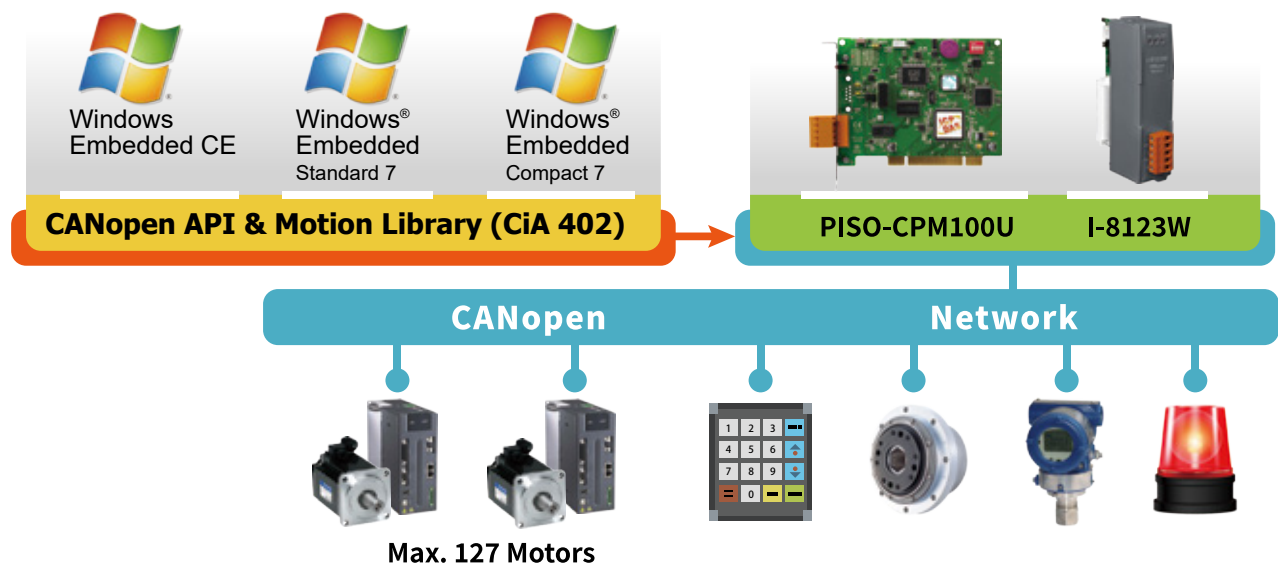 Windows
Embedded CE
Windows®
Embedded
Standard 7
Windows®
Embedded
Compact 7
CANopen API & Motion Library (CiA 402)
PISO-CPM100U
I-8123W
CANopen Network
1 2 3
4 5 6
7 8 9
0
Max. 127 Motors